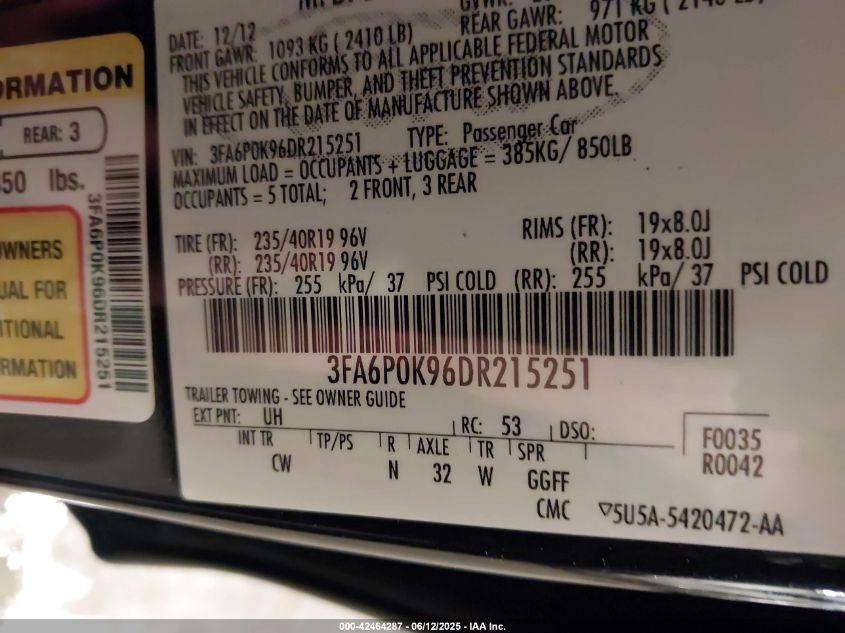 DATE: 12/12
FRONT GAWR: 1093 KG ( 2410 LB)
REAR GAWR: 971 KG
THIS VEHICLE CONFORMS TO ALL APPLICABLE FEDERAL MOTOR
VEHICLE SAFETY, BUMPER, AND THEFT PREVENTION STANDARDS
IN EFFECT ON THE DATE OF MANUFACTURE SHOWN ABOVE.
VIN: 3FA6P0K96DR215251 TYPE: Passenger Car
MAXIMUM LOAD = OCCUPANTS + LUGGAGE = 385KG/ 850LB
OCCUPANTS = 5 TOTAL; 2 FRONT, 3 REAR
TIRE (FR): 235/40R19 96V RIMS (FR): 19x8.0J
(RR): 235/40R19 96V (RR): 19x8.0J
PRESSURE (FR): 255 kPa/ 37 PSI COLD (RR): 255 kPa/ 37 PSI COLD
3FA6P0K96DR215251
TRAILER TOWING - SEE OWNER GUIDE
EXT PNT: UH RC: 53 DSO:
INT TR TP/PS R AXLE TR SPR
CW N 32 W GGFF
F0035
R0042
CMC ▽5U5A-5420472-AA
ORMATION
REAR: 3
50 lbs.
OWNERS
UAL FOR
ITIONAL
RMATION
3FA6P0K96DR215251
000-42464287 - 06/12/2025 - IAA Inc.